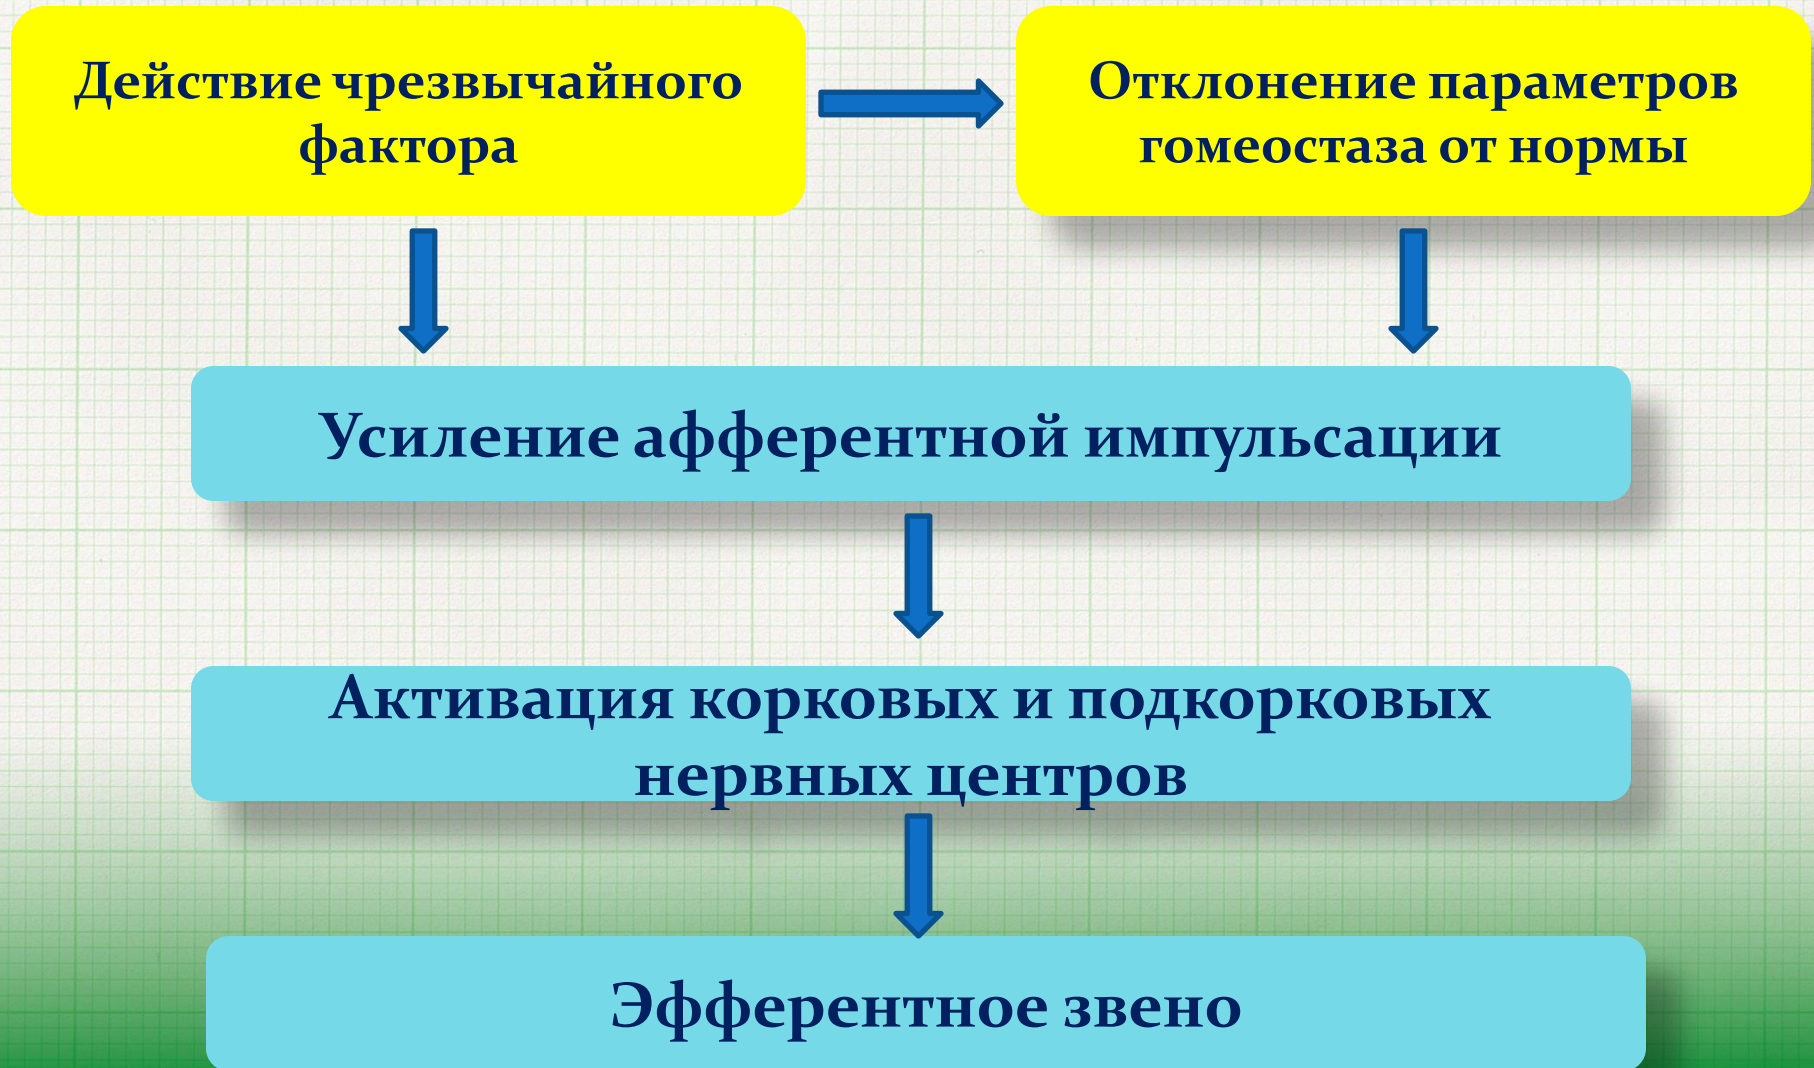 Действие чрезвычайного
фактора
Отклонение параметров
гомеостаза от нормы
Усиление афферентной импульсации
Активация корковых и подкорковых
нервных центров
Эфферентное звено